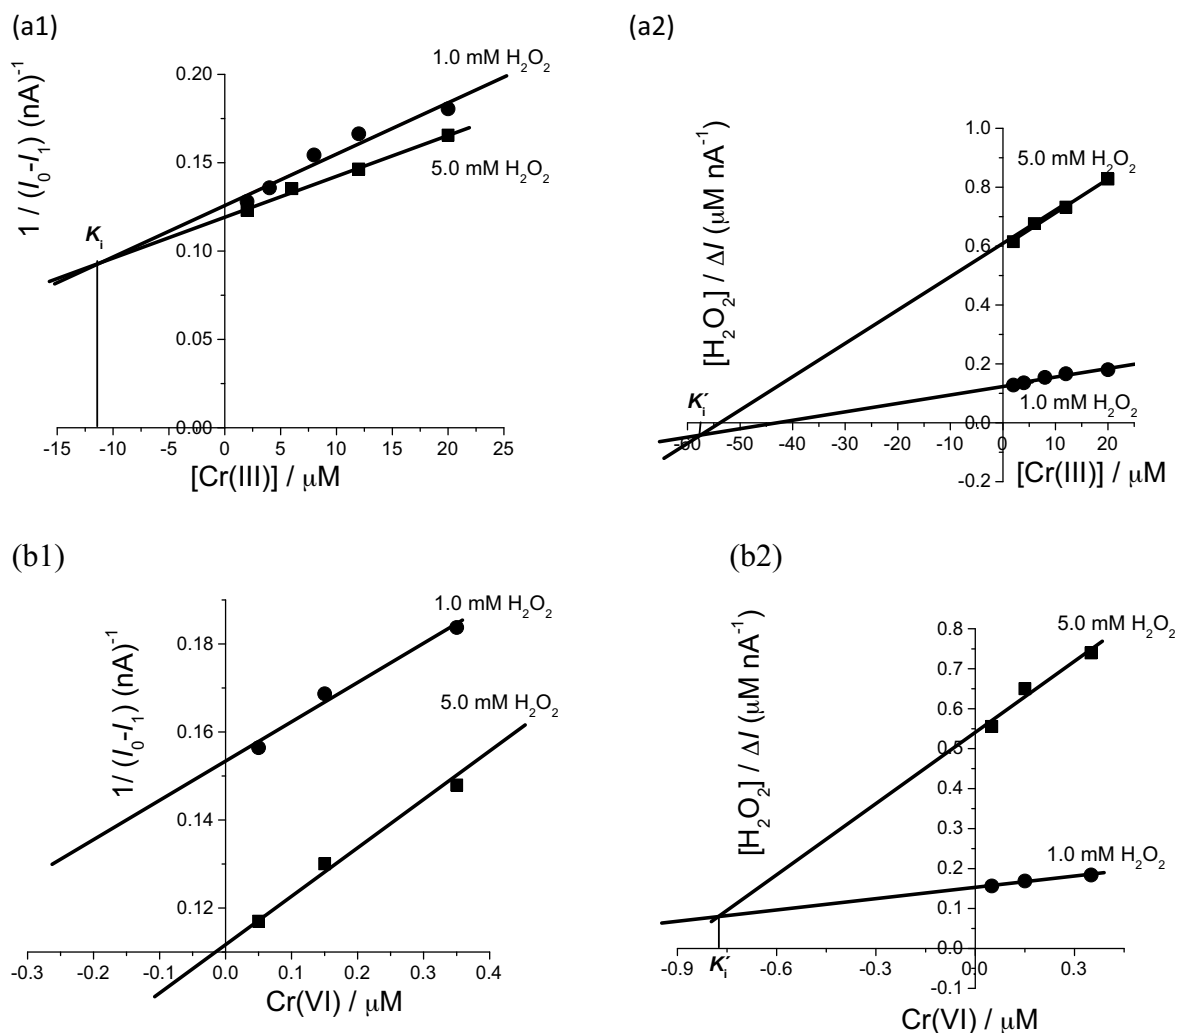 (a1)
1.0 mM H₂O₂
5.0 mM H₂O₂
1 / (I₀-I₁) (nA)⁻¹
0.20
0.15
0.10
0.05
0.00
Kᵢ
-15 -10 -5 0 5 10 15 20 25
[Cr(III)] / μM
(a2)
[H₂O₂] / ΔI (μM nA⁻¹)
5.0 mM H₂O₂
1.0 mM H₂O₂
1.0
0.8
0.6
0.4
0.2
0.0
-0.2
Kᵢ′
-60 -50 -40 -30 -20 -10 0 10 20
[Cr(III)] / μM
(b1)
1.0 mM H₂O₂
5.0 mM H₂O₂
1/ (I₀-I₁) (nA)⁻¹
0.18
0.16
0.14
0.12
-0.3 -0.2 -0.1 0.0 0.1 0.2 0.3 0.4
Cr(VI) / μM
(b2)
[H₂O₂] / ΔI (μM nA⁻¹)
5.0 mM H₂O₂
1.0 mM H₂O₂
0.8
0.7
0.6
0.5
0.4
0.3
0.2
0.1
0.0
-0.1
Kᵢ′
-0.9 -0.6 -0.3 0.0 0.3
Cr(VI) / μM